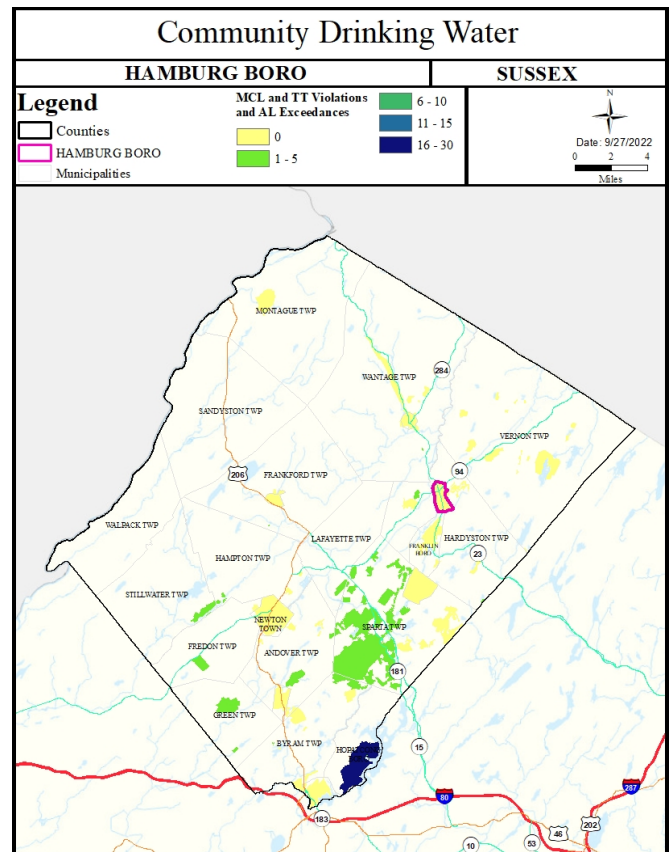 Community Drinking Water
HAMBURG BORO
SUSSEX
Legend
Counties
HAMBURG BORO
Municipalities
MCL and TT Violations
and AL Exceedances
0
1 - 5
6 - 10
11 - 15
16 - 30
N
Date: 9/27/2022
0 2 4
Miles
MONTAGUE TWP
WANTAGE TWP
284
SANDYSTON TWP
VERNON TWP
94
206
FRANKFORD TWP
WALPACK TWP
LAFAYETTE TWP
HARDYSTON TWP
FRANKLIN
BORO
23
HAMPTON TWP
STILLWATER TWP
NEWTON
TOWN
SPARTA TWP
FREDON TWP
ANDOVER TWP
181
GREEN TWP
BYRAM TWP
15
80
287
183
202
46
10
53